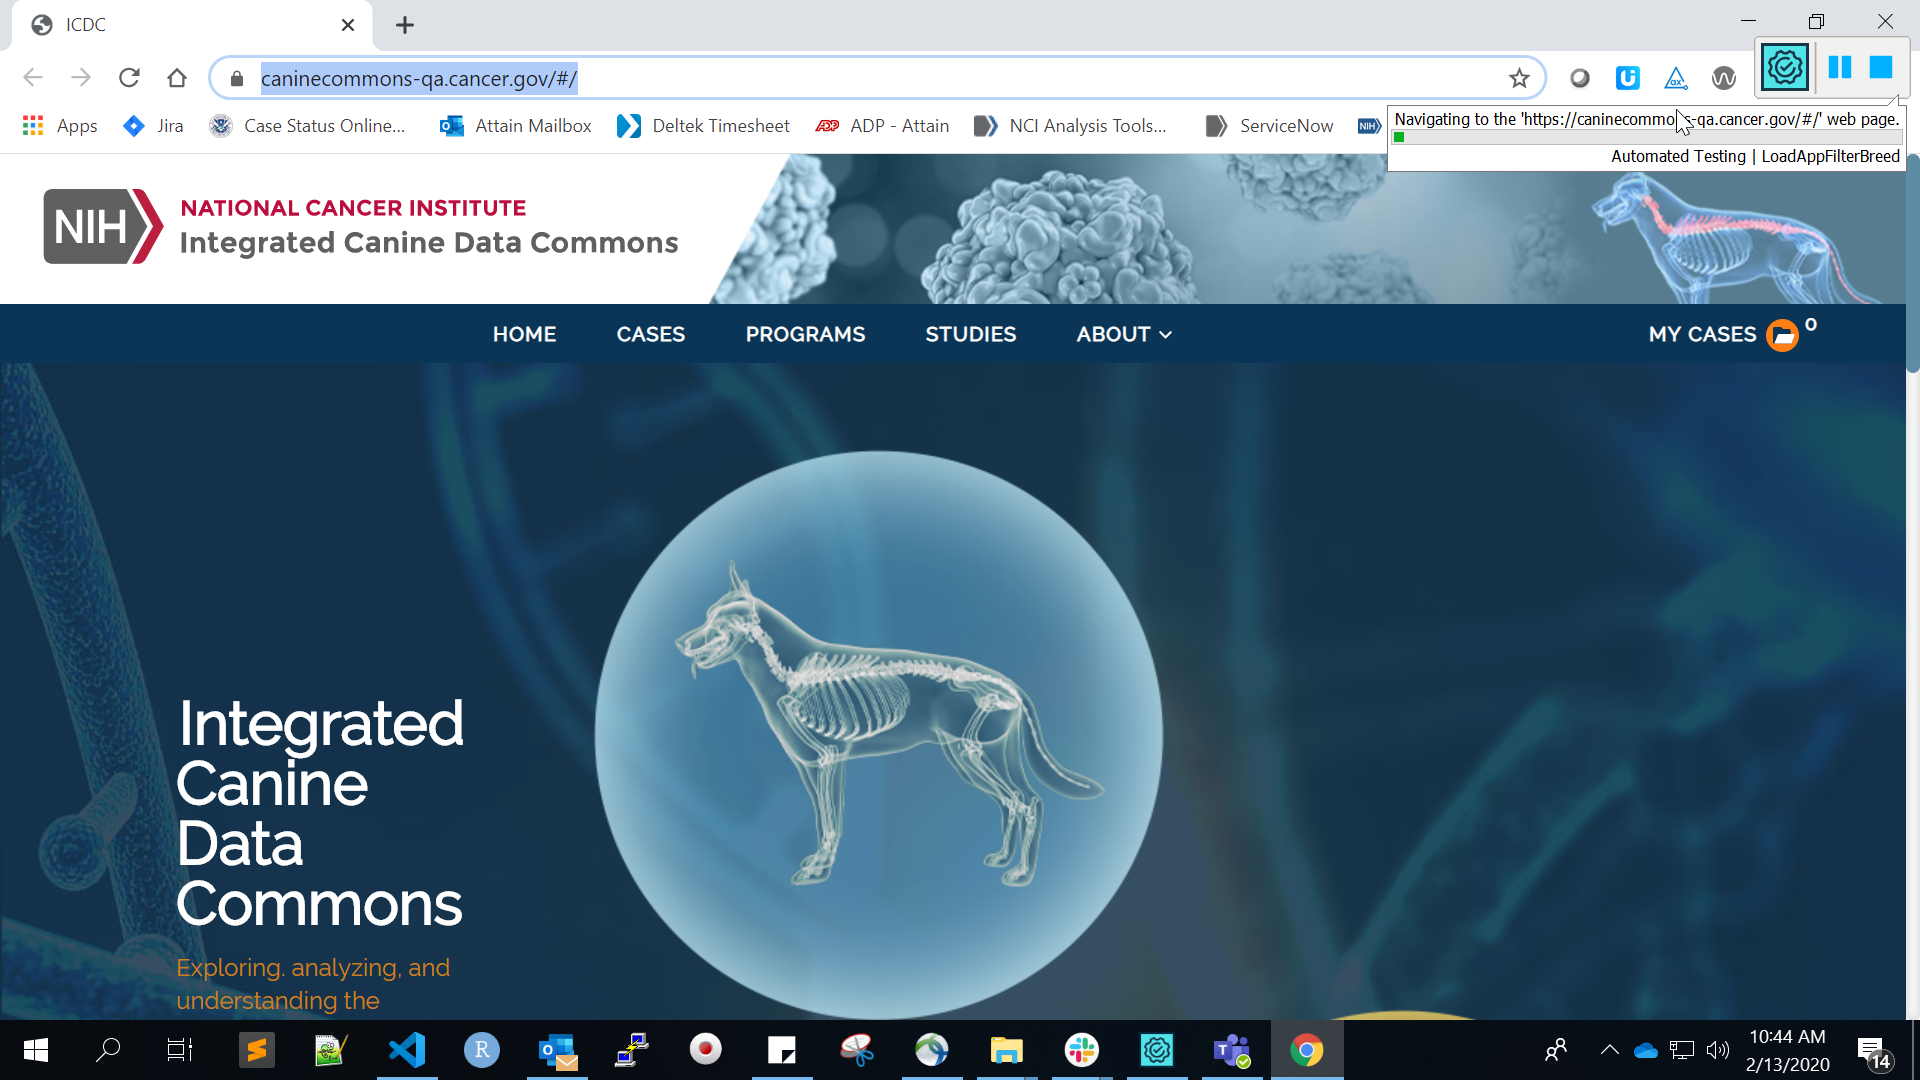 ICDC
caninecommons-qa.cancer.gov/#/
Apps
Jira
Case Status Online...
Attain Mailbox
Deltek Timesheet
ADP - Attain
NCI Analysis Tools...
ServiceNow
NIH
Navigating to the 'https://caninecommons-qa.cancer.gov/#/' web page.
Automated Testing | LoadAppFilterBreed
NIH
NATIONAL CANCER INSTITUTE
Integrated Canine Data Commons
HOME
CASES
PROGRAMS
STUDIES
ABOUT
MY CASES
0
Integrated
Canine
Data
Commons
Exploring. analyzing, and
understanding the
10:44 AM
2/13/2020
14